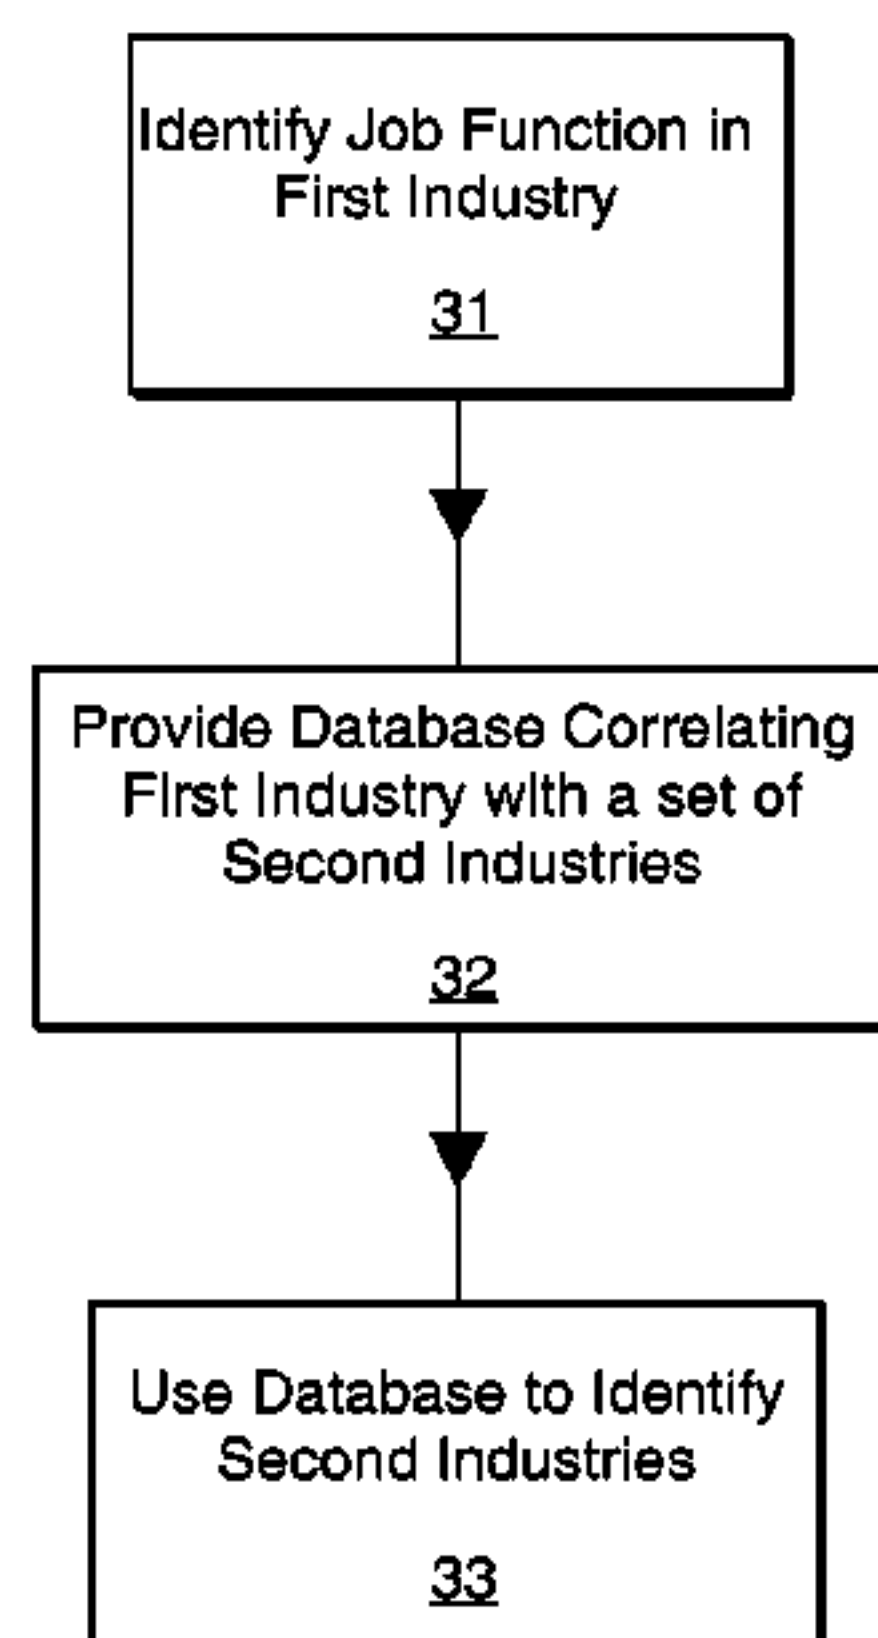 Identify Job Function in
First Industry
31
Provide Database Correlating
First Industry with a set of
Second Industries
32
Use Database to Identify
Second Industries
33